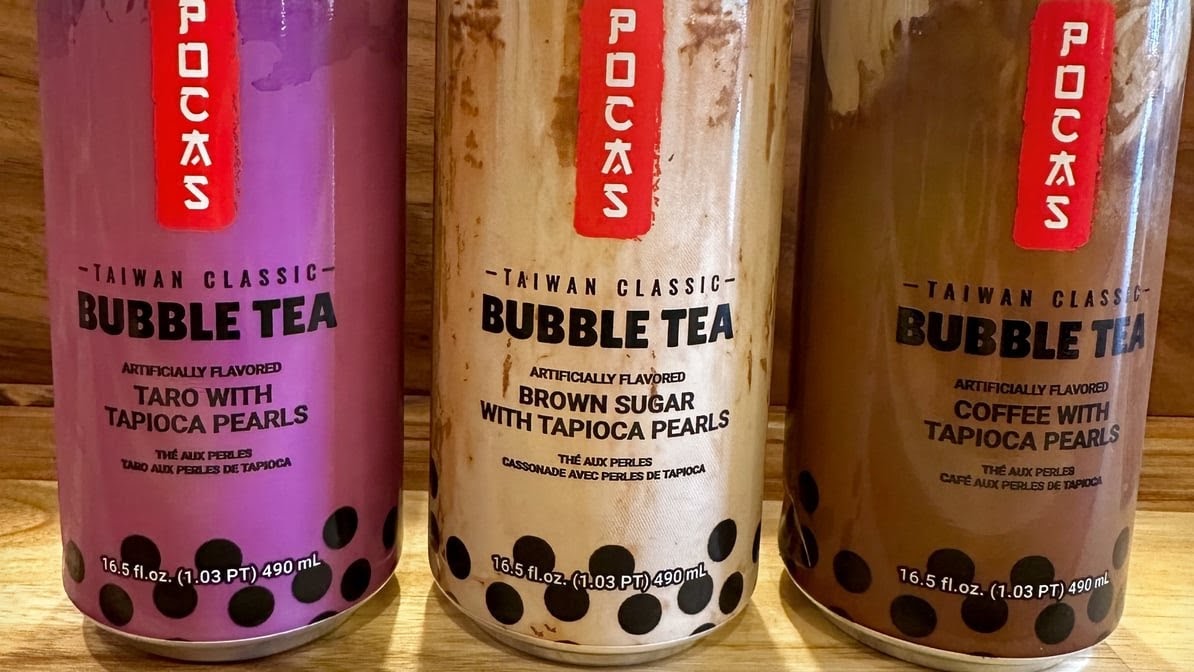 POCAS
–TAIWAN CLASSIC–
BUBBLE TEA
ARTIFICIALLY FLAVORED
TARO WITH
TAPIOCA PEARLS
THÉ AUX PERLES
TARO AUX PERLES DE TAPIOCA
16.5 fl.oz. (1.03 PT) 490 mL
POCAS
–TAIWAN CLASSIC–
BUBBLE TEA
ARTIFICIALLY FLAVORED
BROWN SUGAR
WITH TAPIOCA PEARLS
THÉ AUX PERLES
CASSONADE AVEC PERLES DE TAPIOCA
16.5 fl.oz. (1.03 PT) 490 mL
POCAS
–TAIWAN CLASSIC–
BUBBLE TEA
ARTIFICIALLY FLAVORED
COFFEE WITH
TAPIOCA PEARLS
THÉ AUX PERLES
CAFÉ AUX PERLES DE TAPIOCA
16.5 fl.oz. (1.03 PT) 490 mL